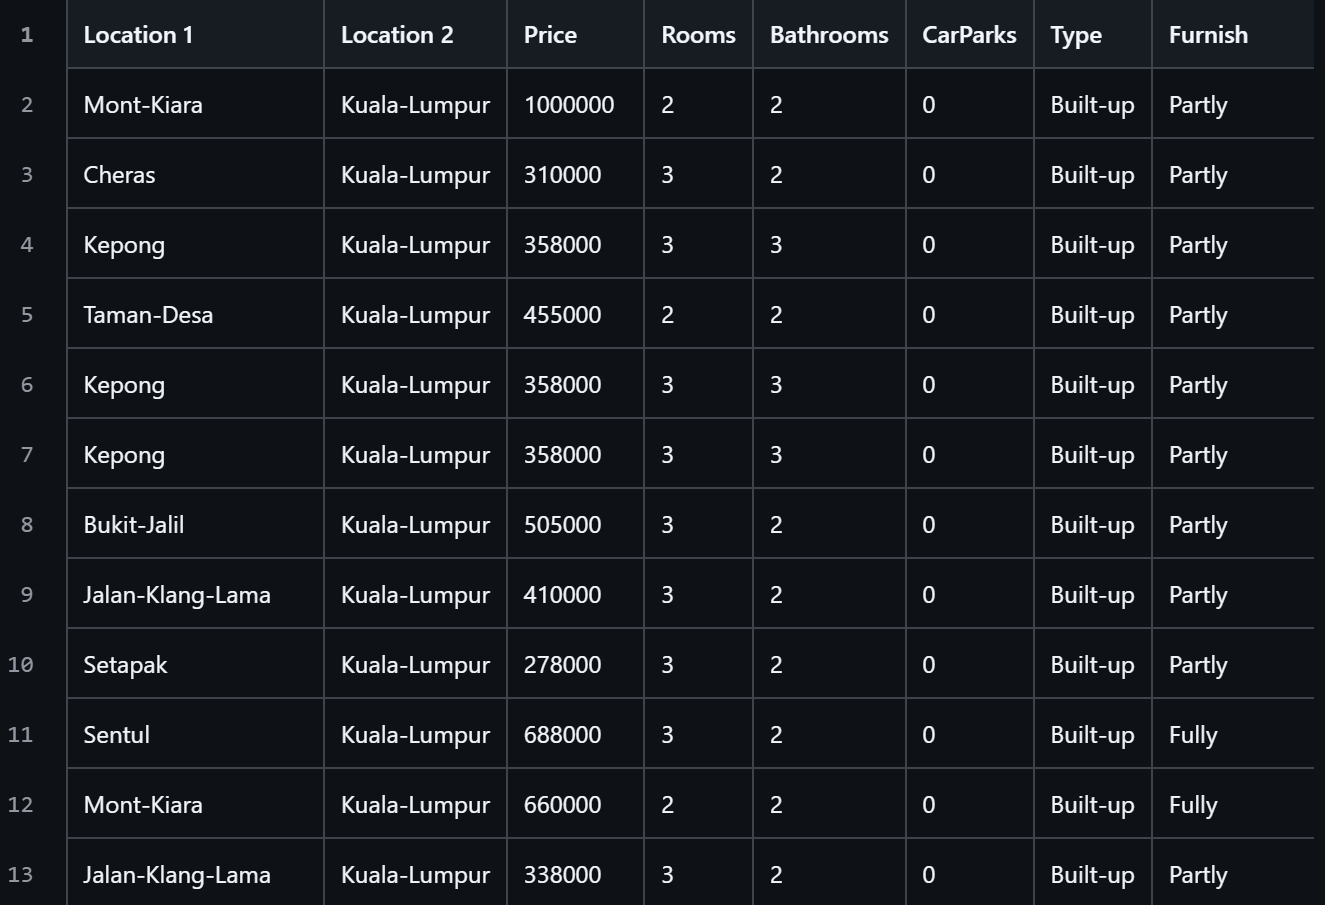 1 Location 1 Location 2 Price Rooms Bathrooms CarParks Type Furnish
2 Mont-Kiara Kuala-Lumpur 1000000 2 2 0 Built-up Partly
3 Cheras Kuala-Lumpur 310000 3 2 0 Built-up Partly
4 Kepong Kuala-Lumpur 358000 3 3 0 Built-up Partly
5 Taman-Desa Kuala-Lumpur 455000 2 2 0 Built-up Partly
6 Kepong Kuala-Lumpur 358000 3 3 0 Built-up Partly
7 Kepong Kuala-Lumpur 358000 3 3 0 Built-up Partly
8 Bukit-Jalil Kuala-Lumpur 505000 3 2 0 Built-up Partly
9 Jalan-Klang-Lama Kuala-Lumpur 410000 3 2 0 Built-up Partly
10 Setapak Kuala-Lumpur 278000 3 2 0 Built-up Partly
11 Sentul Kuala-Lumpur 688000 3 2 0 Built-up Fully
12 Mont-Kiara Kuala-Lumpur 660000 2 2 0 Built-up Fully
13 Jalan-Klang-Lama Kuala-Lumpur 338000 3 2 0 Built-up Partly